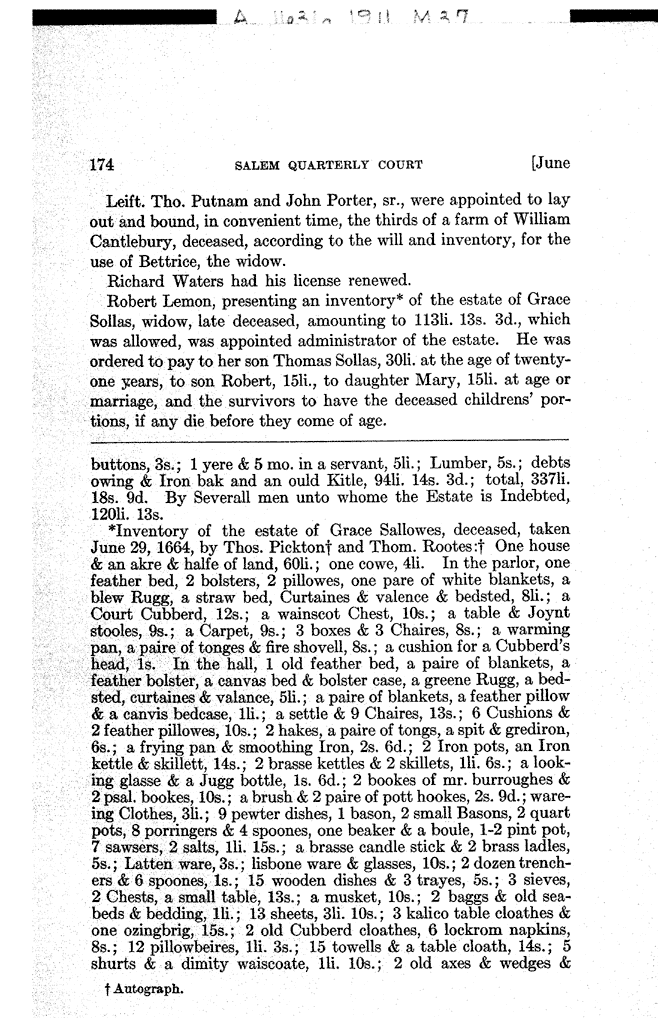 174 SALEM QUARTERLY COURT [June
Leift. Tho. Putnam and John Porter, sr., were appointed to lay
out and bound, in convenient time, the thirds of a farm of William
Cantlebury, deceased, according to the will and inventory, for the
use of Bettrice, the widow.
Richard Waters had his license renewed.
Robert Lemon, presenting an inventory* of the estate of Grace
Sollas, widow, late deceased, amounting to 113li. 13s. 3d., which
was allowed, was appointed administrator of the estate. He was
ordered to pay to her son Thomas Sollas, 30li. at the age of twenty-
one years, to son Robert, 15li., to daughter Mary, 15li. at age or
marriage, and the survivors to have the deceased childrens' por-
tions, if any die before they come of age.
buttons, 3s.; 1 yere & 5 mo. in a servant, 5li.; Lumber, 5s.; debts
owing & Iron bak and an ould Kitle, 94li. 14s. 3d.; total, 337li.
18s. 9d. By Severall men unto whome the Estate is Indebted,
120li. 13s.
*Inventory of the estate of Grace Sallowes, deceased, taken
June 29, 1664, by Thos. Pickton† and Thom. Rootes:† One house
& an akre & halfe of land, 60li.; one cowe, 4li. In the parlor, one
feather bed, 2 bolsters, 2 pillowes, one pare of white blankets, a
blew Rugg, a straw bed, Curtaines & valence & bedsted, 8li.; a
Court Cubberd, 12s.; a wainscot Chest, 10s.; a table & Joynt
stooles, 9s.; a Carpet, 9s.; 3 boxes & 3 Chaires, 8s.; a warming
pan, a paire of tonges & fire shovell, 8s.; a cushion for a Cubberd's
head, 1s. In the hall, 1 old feather bed, a paire of blankets, a
feather bolster, a canvas bed & bolster case, a greene Rugg, a bed-
sted, curtaines & valance, 5li.; a paire of blankets, a feather pillow
& a canvis bedcase, 1li.; a settle & 9 Chaires, 13s.; 6 Cushions &
2 feather pillowes, 10s.; 2 hakes, a paire of tongs, a spit & grediron,
6s.; a frying pan & smoothing Iron, 2s. 6d.; 2 Iron pots, an Iron
kettle & skillett, 14s.; 2 brasse kettles & 2 skillets, 1li. 6s.; a look-
ing glasse & a Jugg bottle, 1s. 6d.; 2 bookes of mr. burroughes &
2 psal. bookes, 10s.; a brush & 2 paire of pott hookes, 2s. 9d.; ware-
ing Clothes, 3li.; 9 pewter dishes, 1 bason, 2 small Basons, 2 quart
pots, 8 porringers & 4 spoones, one beaker & a boule, 1-2 pint pot,
7 sawsers, 2 salts, 1li. 15s.; a brasse candle stick & 2 brass ladles,
5s.; Latten ware, 3s.; lisbone ware & glasses, 10s.; 2 dozen trench-
ers & 6 spoones, 1s.; 15 wooden dishes & 3 trayes, 5s.; 3 sieves,
2 Chests, a small table, 13s.; a musket, 10s.; 2 baggs & old sea-
beds & bedding, 1li.; 13 sheets, 3li. 10s.; 3 kalico table cloathes &
one ozingbrig, 15s.; 2 old Cubberd cloathes, 6 lockrom napkins,
8s.; 12 pillowbeires, 1li. 3s.; 15 towells & a table cloath, 14s.; 5
shurts & a dimity waiscoate, 1li. 10s.; 2 old axes & wedges &
† Autograph.